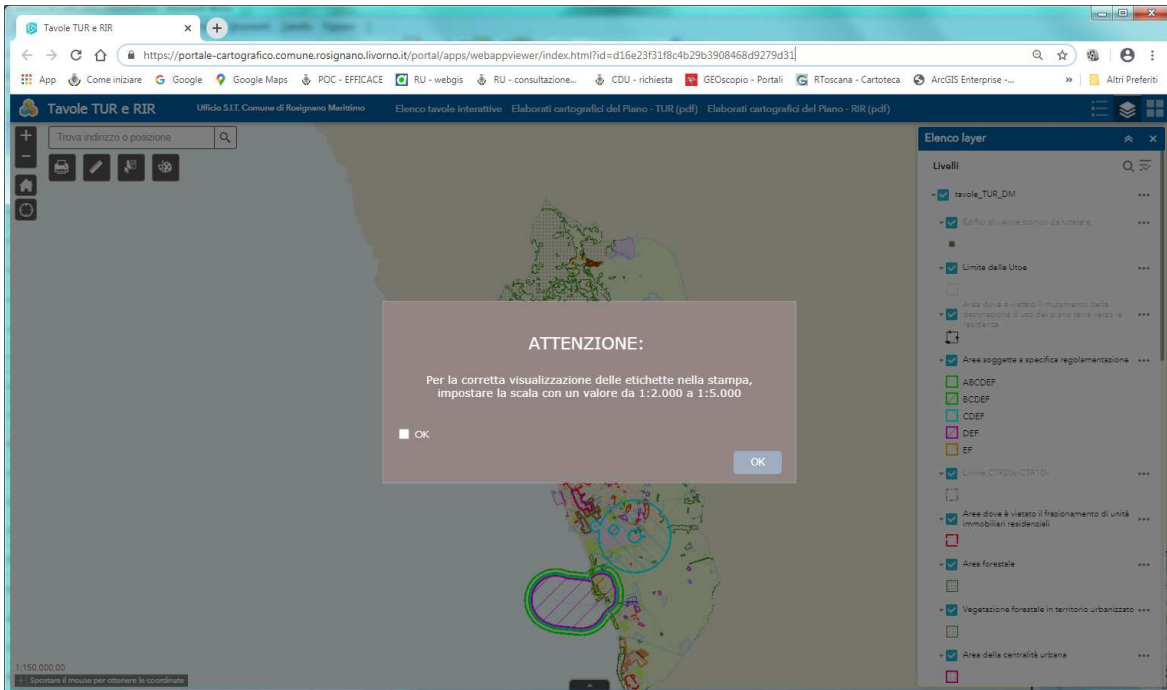 Tavole TUR e RIR
https://portale-cartografico.comune.rosignano.livorno.it/portal/apps/webappviewer/index.html?id=d16e23f31f8c4b29b3908468d9279d31
App Come iniziare Google Google Maps POC - EFFICACE RU - webgis RU - consultazione... CDU - richiesta GEOscopio - Portali RToscana - Cartoteca ArcGIS Enterprise -... » Altri Preferiti
Tavole TUR e RIR Ufficio S.I.T. Comune di Rosignano Marittimo Elenco tavole interattive Elaborati cartografici del Piano - TUR (pdf) Elaborati cartografici del Piano - RIR (pdf)
Trova indirizzo o posizione
Elenco layer
Livelli
tavole_TUR_DM
Edifici di valore storico da tutelare
Limite delle Utoe
Area dove è vietato il mutamento della
destinazione d'uso del piano terra verso la
residenza
Aree soggette a specifica regolamentazione
ABCDEF
BCDEF
CDEF
DEF
EF
Limite CTR20k-CTR10k
Aree dove è vietato il frazionamento di unità
immobiliari residenziali
Aree forestale
Vegetazione forestale in territorio urbanizzato
Area della centralità urbana
ATTENZIONE:
Per la corretta visualizzazione delle etichette nella stampa,
impostare la scala con un valore da 1:2.000 a 1:5.000
OK
OK
1:150.000,00
Spostare il mouse per ottenere le coordinate